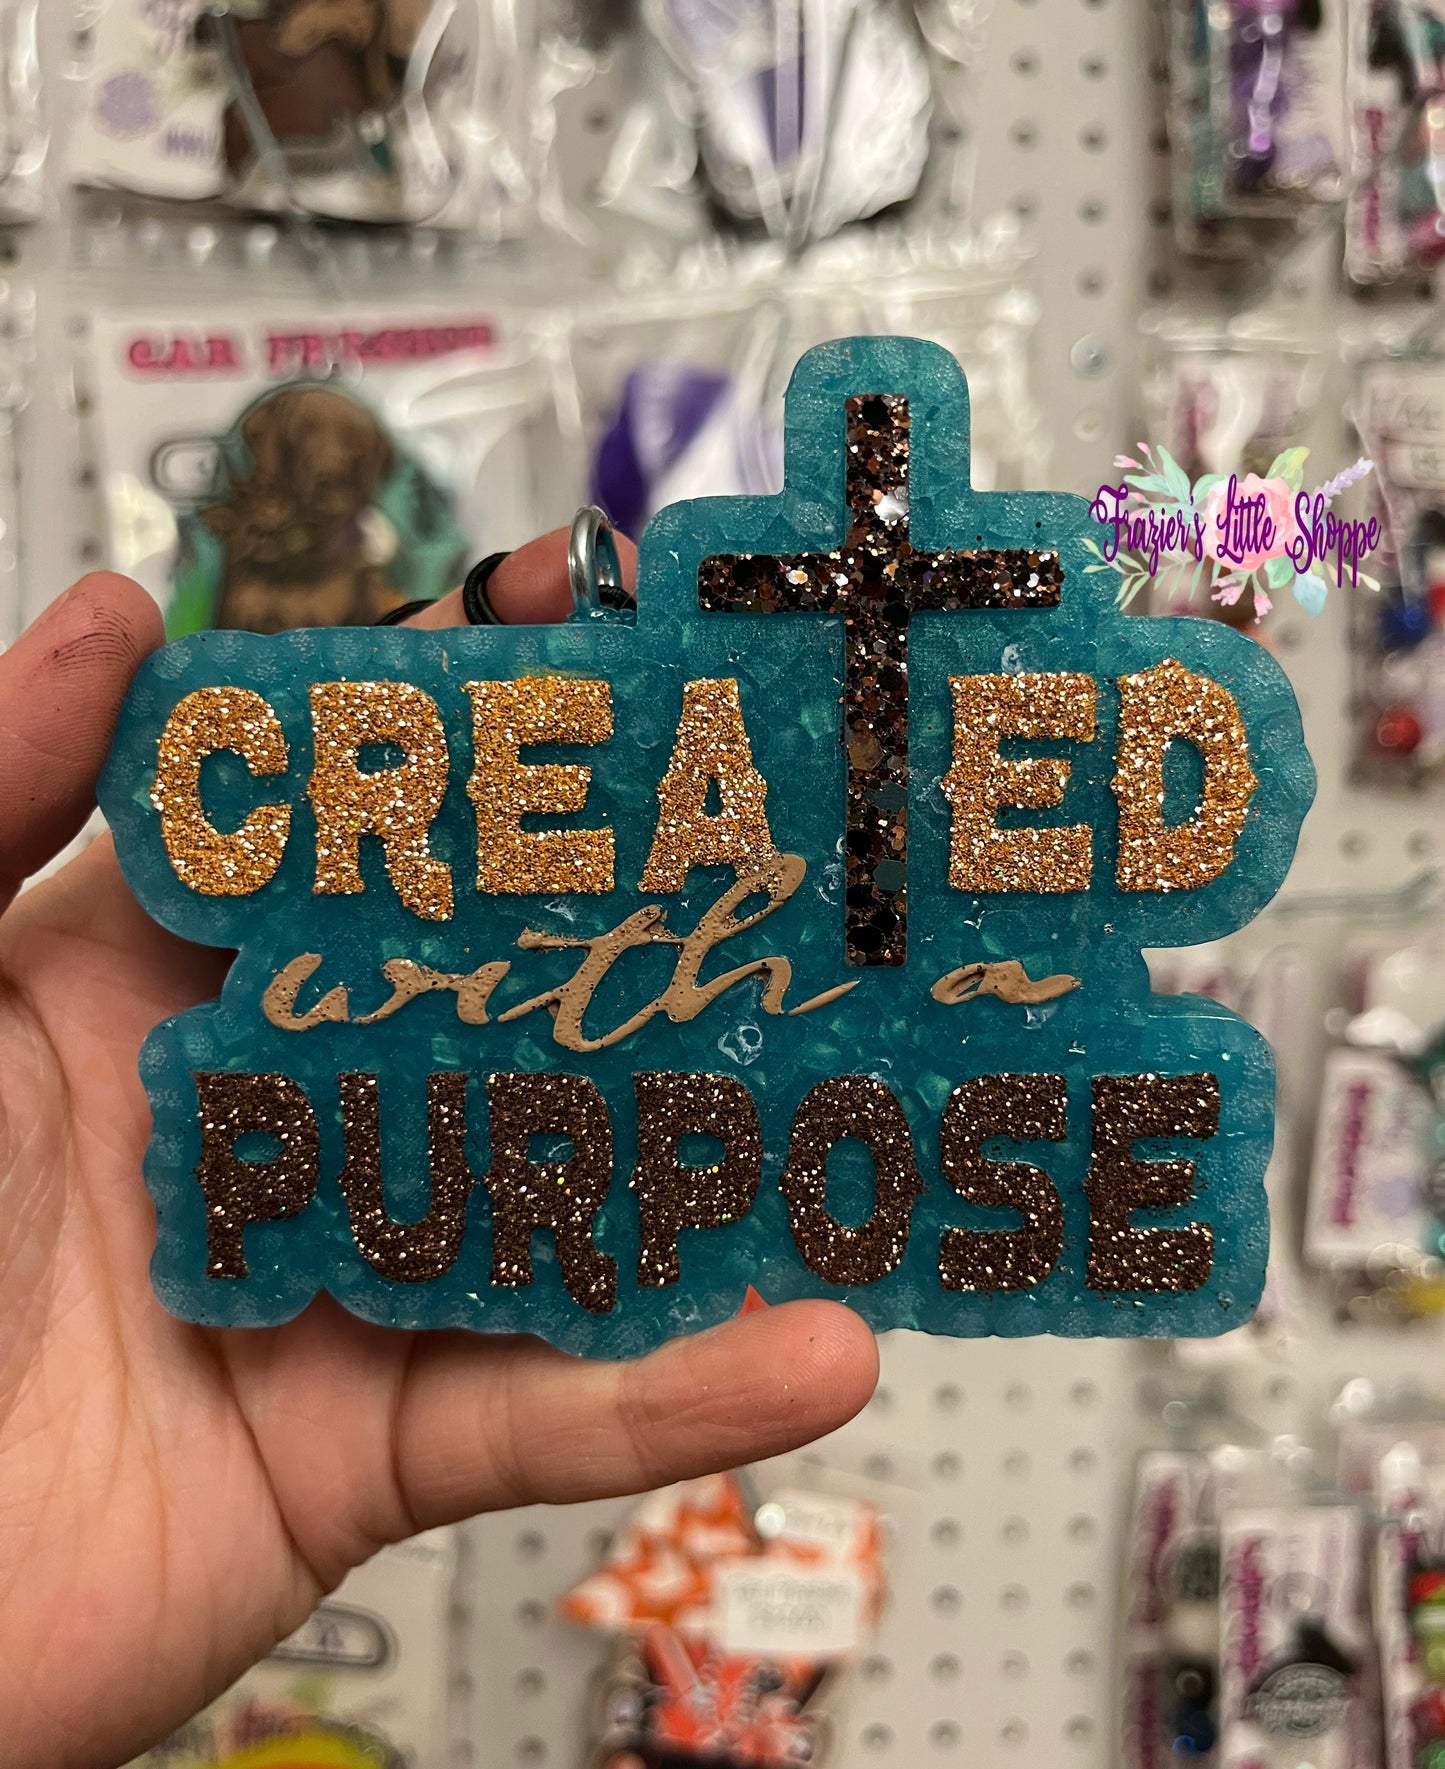 CAR FRESHIE
Frazier's Little Shoppe
CREATED
with a
PURPOSE